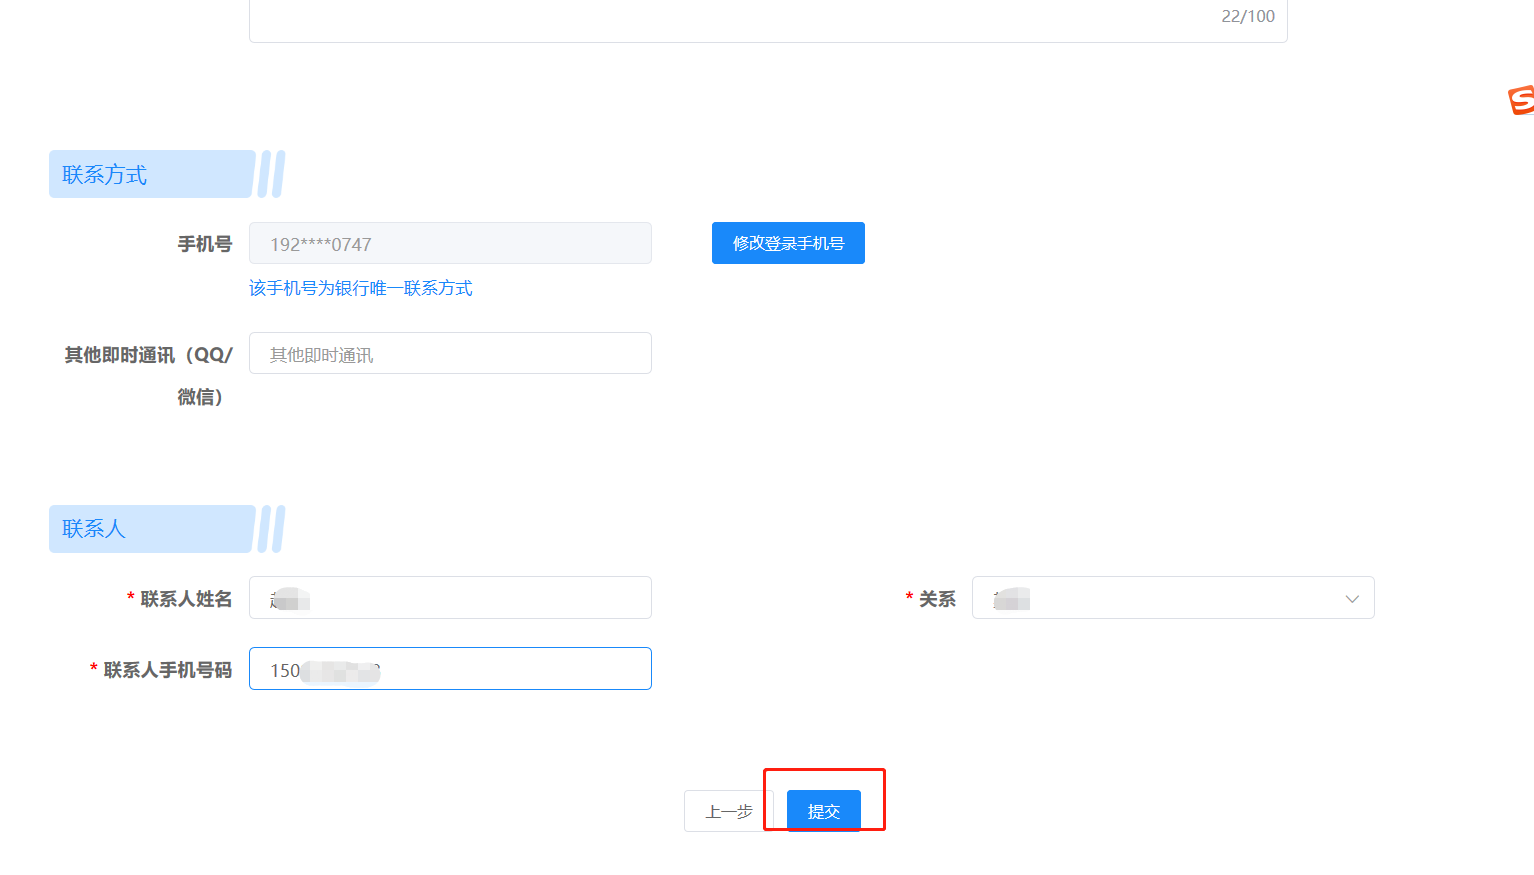 22/100
联系方式
手机号
192****0747
修改登录手机号
该手机号为银行唯一联系方式
其他即时通讯（QQ/
微信）
其他即时通讯
联系人
* 联系人姓名
* 关系
* 联系人手机号码
150
上一步
提交